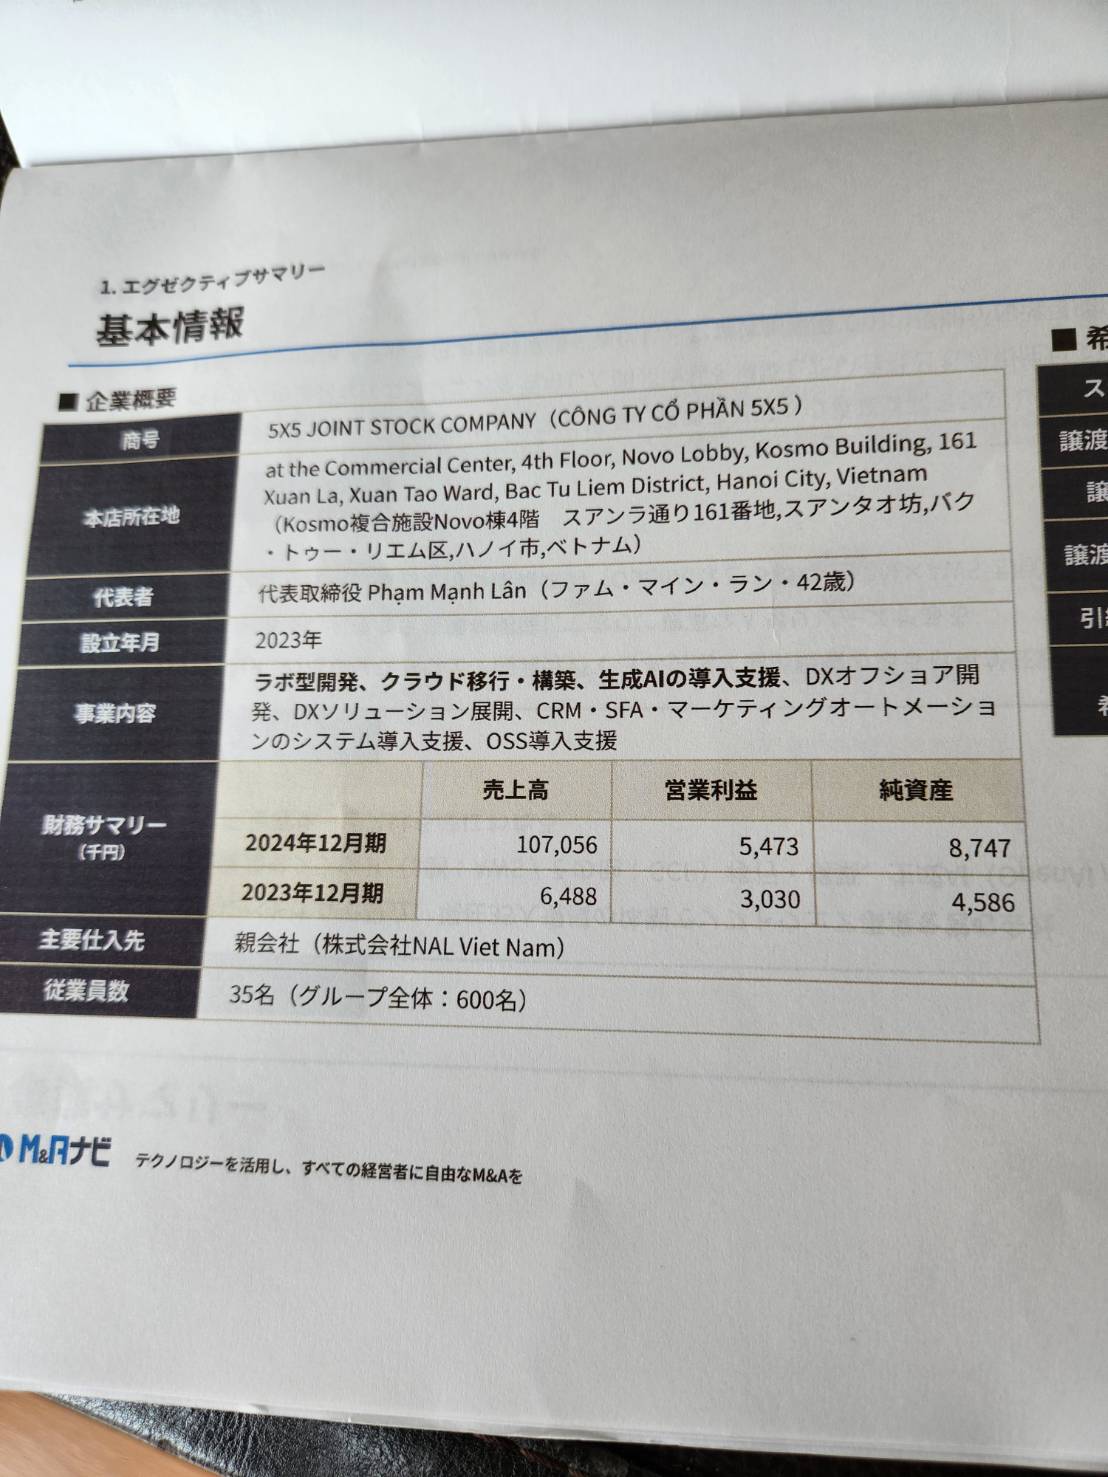 1. エグゼクティブサマリー
基本情報
■ 企業概要
商号
5X5 JOINT STOCK COMPANY（CÔNG TY CỔ PHẦN 5X5 ）
本店所在地
at the Commercial Center, 4th Floor, Novo Lobby, Kosmo Building, 161
Xuan La, Xuan Tao Ward, Bac Tu Liem District, Hanoi City, Vietnam
（Kosmo複合施設Novo棟4階　スアンラ通り161番地,スアンタオ坊,バク
・トゥー・リエム区,ハノイ市,ベトナム）
代表者
代表取締役 Phạm Mạnh Lân（ファム・マイン・ラン・42歳）
設立年月
2023年
事業内容
ラボ型開発、クラウド移行・構築、生成AIの導入支援、DXオフショア開
発、DXソリューション展開、CRM・SFA・マーケティングオートメーショ
ンのシステム導入支援、OSS導入支援
財務サマリー
（千円）
売上高 営業利益 純資産
2024年12月期 107,056 5,473 8,747
2023年12月期 6,488 3,030 4,586
主要仕入先
親会社（株式会社NAL Viet Nam）
従業員数
35名（グループ全体：600名）
■ 希
ス
譲渡
譲
譲渡
引
M&Aナビ テクノロジーを活用し、すべての経営者に自由なM&Aを